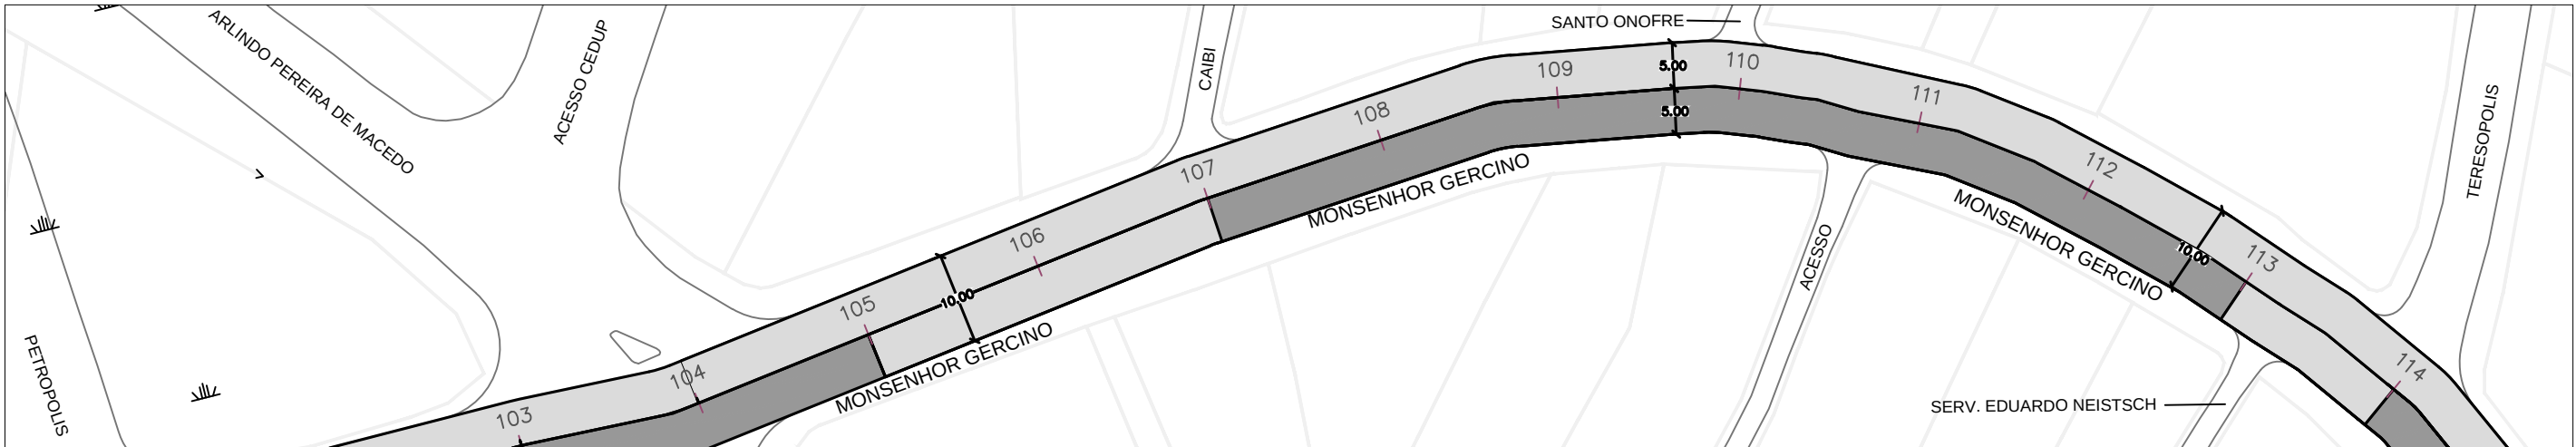 SANTO ONOFRE
ARLINDO PEREIRA DE MACEDO
ACESSO CEDUP
CAIBI
TERESOPOLIS
PETROPOLIS
103
104
105
106
107
108
109
110
111
112
113
114
5.00
5.00
10.00
10.00
MONSENHOR GERCINO
MONSENHOR GERCINO
MONSENHOR GERCINO
ACESSO
SERV. EDUARDO NEISTSCH